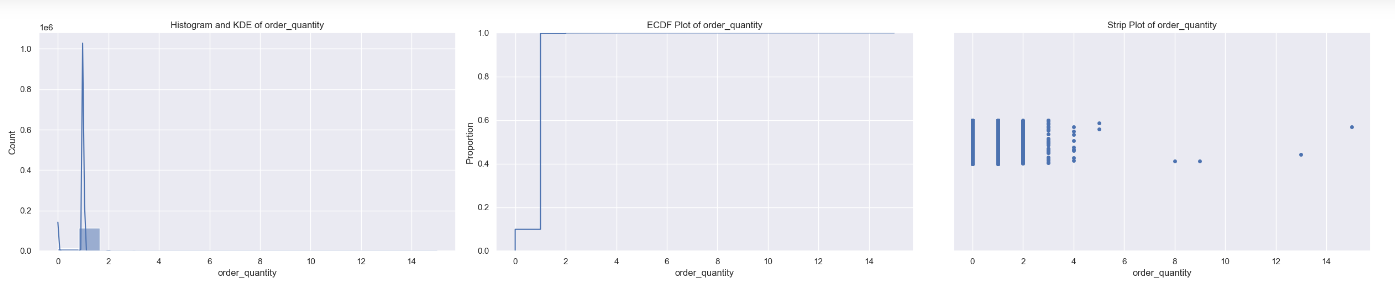 Histogram and KDE of order_quantity
1e6
1.0
0.8
0.6
0.4
0.2
0.0
Count
0 2 4 6 8 10 12 14
order_quantity
ECDF Plot of order_quantity
1.0
0.8
0.6
0.4
0.2
0.0
Proportion
0 2 4 6 8 10 12 14
order_quantity
Strip Plot of order_quantity
0 2 4 6 8 10 12 14
order_quantity